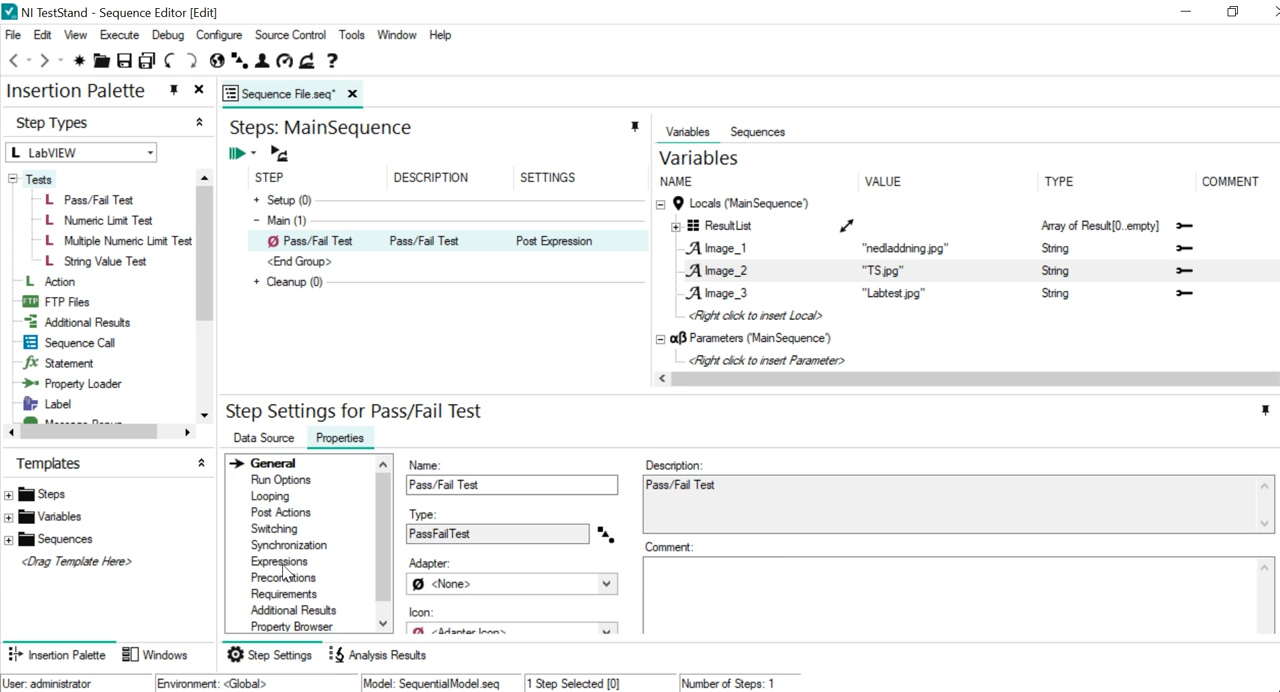 NI TestStand - Sequence Editor [Edit]
File Edit View Execute Debug Configure Source Control Tools Window Help
Insertion Palette
Step Types
L LabVIEW
Tests
L Pass/Fail Test
L Numeric Limit Test
L Multiple Numeric Limit Test
L String Value Test
L Action
FTP FTP Files
Additional Results
Sequence Call
fx Statement
Property Loader
Label
Templates
Steps
Variables
Sequences
<Drag Template Here>
Insertion Palette Windows
Sequence File.seq*
Steps: MainSequence
STEP DESCRIPTION SETTINGS
+ Setup (0)
- Main (1)
Pass/Fail Test Pass/Fail Test Post Expression
<End Group>
+ Cleanup (0)
Variables Sequences
Variables
NAME VALUE TYPE COMMENT
Locals ('MainSequence')
ResultList Array of Result[0..empty]
Image_1 "nedladdning.jpg" String
Image_2 "TS.jpg" String
Image_3 "Labtest.jpg" String
<Right click to insert Local>
αβ Parameters ('MainSequence')
<Right click to insert Parameter>
Step Settings for Pass/Fail Test
Data Source Properties
General
Run Options
Looping
Post Actions
Switching
Synchronization
Expressions
Preconditions
Requirements
Additional Results
Property Browser
Name:
Pass/Fail Test
Type:
PassFailTest
Adapter:
<None>
Icon:
<Adapter Icon>
Description:
Pass/Fail Test
Comment:
Step Settings Analysis Results
User: administrator Environment: <Global> Model: SequentialModel.seq 1 Step Selected [0] Number of Steps: 1